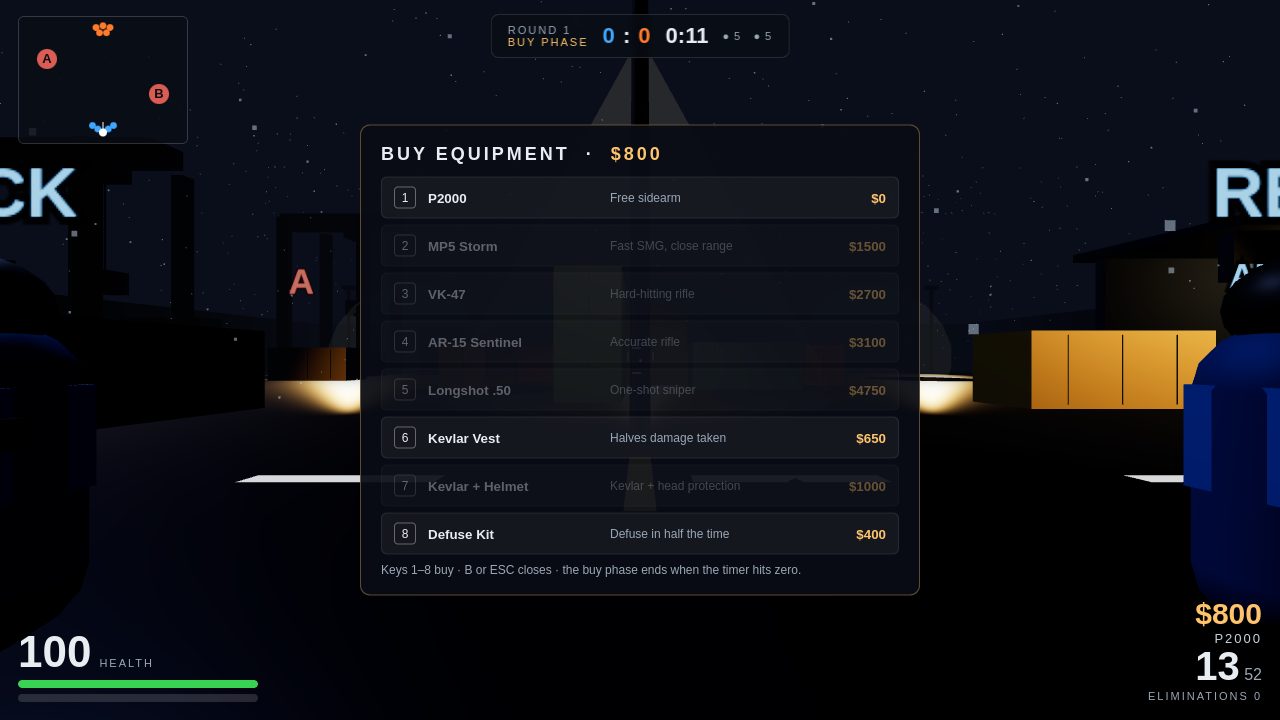 A
B
ROUND 1
BUY PHASE
0 : 0
0:11
● 5 ● 5
CK
A
RE
BUY EQUIPMENT · $800
1 P2000 Free sidearm $0
2 MP5 Storm Fast SMG, close range $1500
3 VK-47 Hard-hitting rifle $2700
4 AR-15 Sentinel Accurate rifle $3100
5 Longshot .50 One-shot sniper $4750
6 Kevlar Vest Halves damage taken $650
7 Kevlar + Helmet Kevlar + head protection $1000
8 Defuse Kit Defuse in half the time $400
Keys 1–8 buy · B or ESC closes · the buy phase ends when the timer hits zero.
100 HEALTH
$800
P2000
13 52
ELIMINATIONS 0